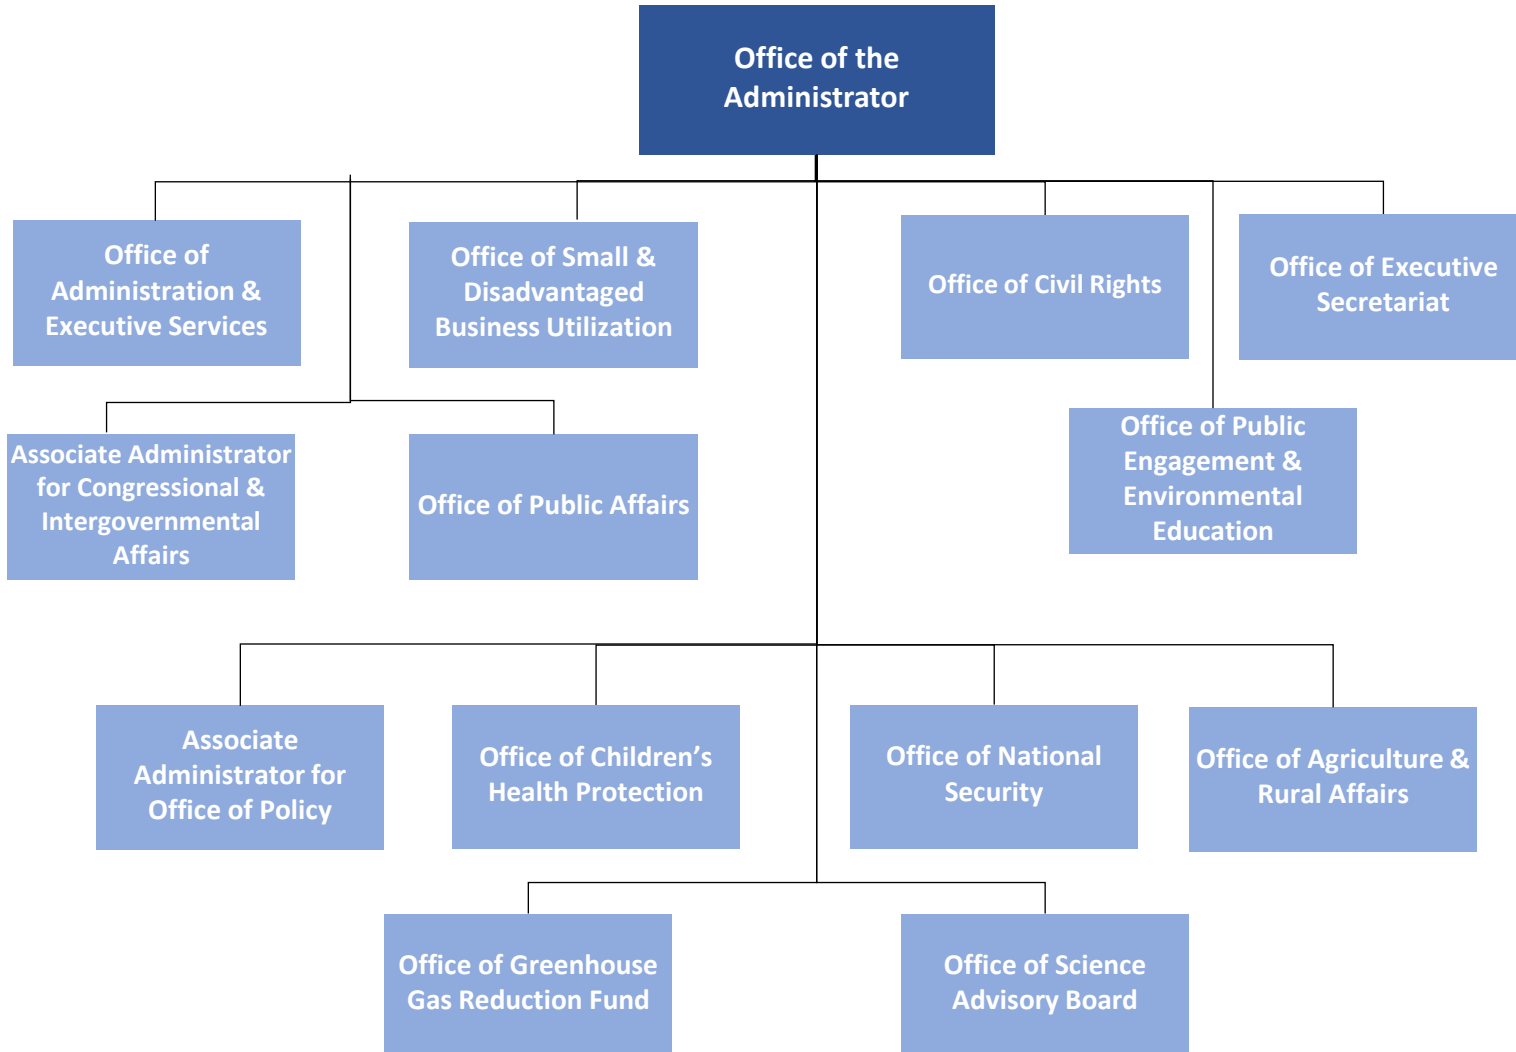 Office of the
Administrator
Office of
Administration &
Executive Services
Office of Small &
Disadvantaged
Business Utilization
Office of Civil Rights
Office of Executive
Secretariat
Associate Administrator
for Congressional &
Intergovernmental
Affairs
Office of Public Affairs
Office of Public
Engagement &
Environmental
Education
Associate
Administrator for
Office of Policy
Office of Children’s
Health Protection
Office of National
Security
Office of Agriculture &
Rural Affairs
Office of Greenhouse
Gas Reduction Fund
Office of Science
Advisory Board